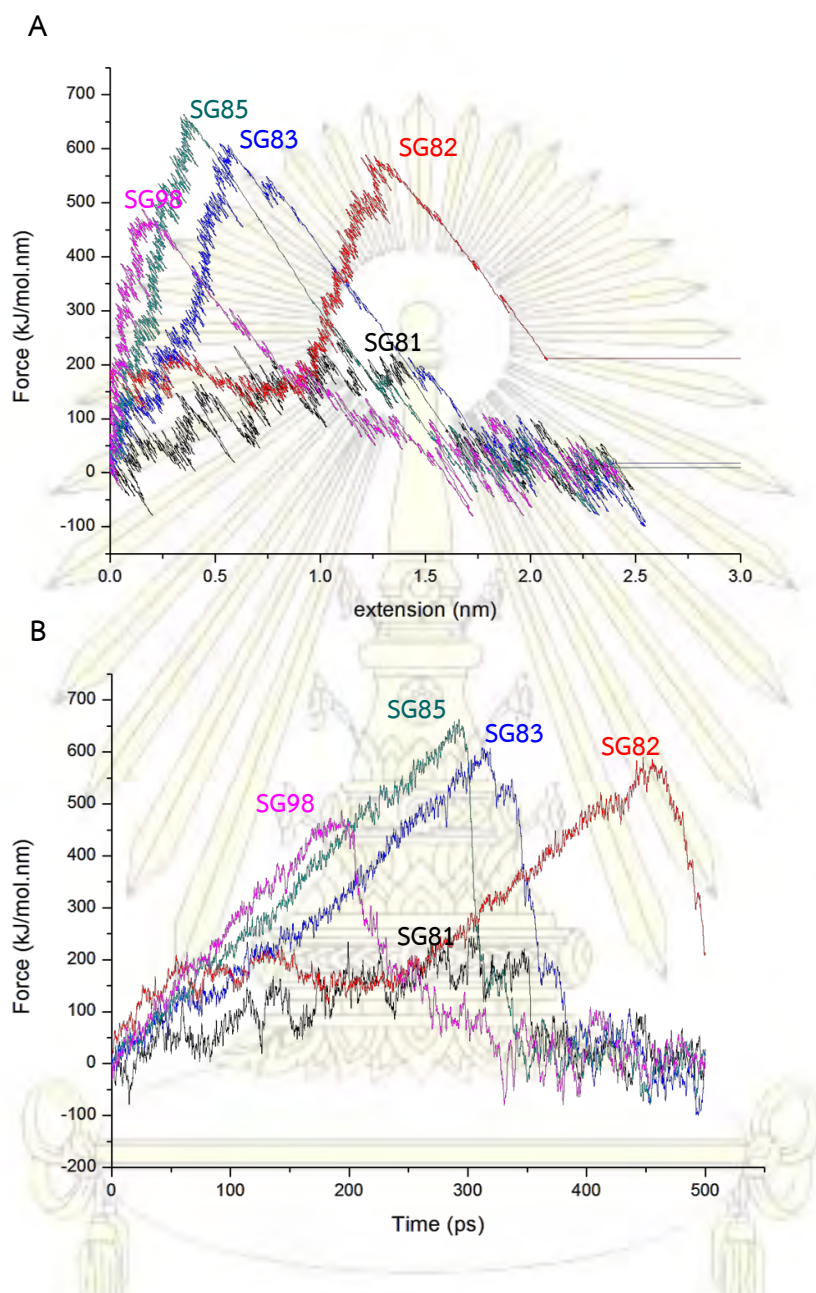 A
700
600
500
400
300
200
100
0
-100
Force (kJ/mol.nm)
SG85
SG83
SG82
SG98
SG81
0.0 0.5 1.0 1.5 2.0 2.5 3.0
extension (nm)
B
700
600
500
400
300
200
100
0
-100
-200
Force (kJ/mol.nm)
SG85
SG83
SG82
SG98
SG81
0 100 200 300 400 500
Time (ps)